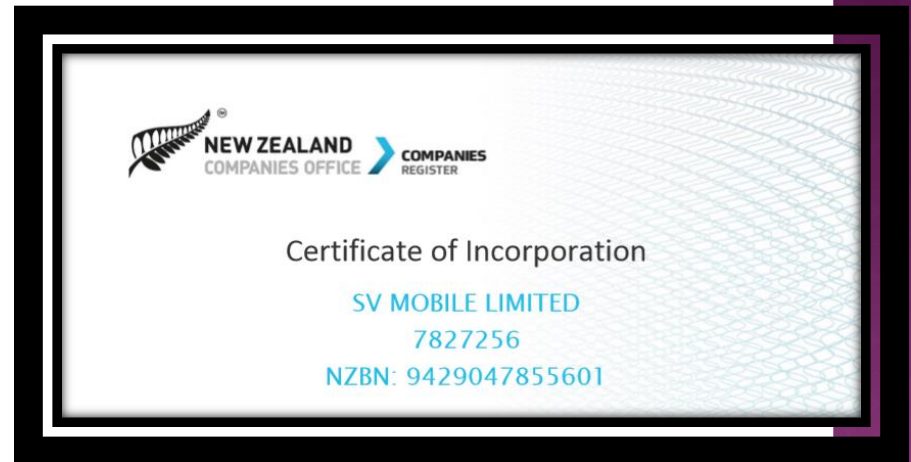 NEW ZEALAND
COMPANIES OFFICE
COMPANIES
REGISTER
Certificate of Incorporation
SV MOBILE LIMITED
7827256
NZBN: 9429047855601